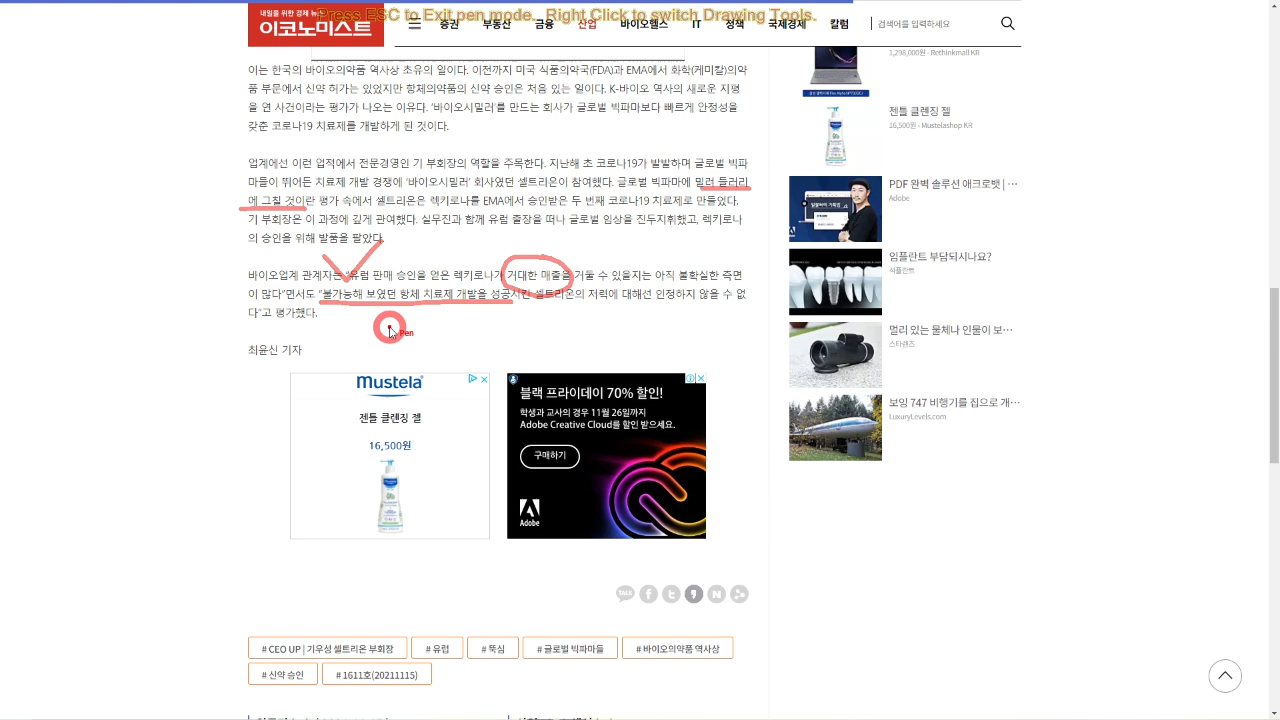 Press ESC to Exit pen mode. Right Click to switch Drawing Tools.
내일을 위한 경제 뉴스
이코노미스트
증권 부동산 금융 산업 바이오헬스 IT 정책 국제경제 칼럼
검색어를 입력하세요
이는 한국의 바이오의약품 역사상 초유의 일이다. 이전까지 미국 식품의약국(FDA)과 EMA에서 화학(케미칼)의약
품 부문에서 신약 허가는 있었지만 항체의약품의 신약 승인은 처음 있는 일이다. K-바이오 역사의 새로운 지평
을 연 사건이라는 평가가 나오는 이유다. 바이오시밀러를 만드는 회사가 글로벌 빅파마보다 빠르게 안정성을
갖춘 코로나19 치료제를 개발하게 된 것이다.
업계에선 이런 업적에서 전문경영인 기 부회장의 역할을 주목한다. 지난해 초 코로나19가 발발하며 글로벌 빅파
마들이 뛰어든 치료제 개발 경쟁에 '바이오시밀러' 회사였던 셀트리온이 참여했다. 글로벌 빅파마에 밀려 들러리
에 그칠 것이란 평가 속에서 셀트리온은 렉키로나를 EMA에서 승인받은 두 번째 코로나19 치료제로 만들었다.
기 부회장은 이 과정에 깊게 관여했다. 서정진과 함께 유럽 출장을 다니며 글로벌 협상을 진두지휘했고, 렉키로나
의 승인을 위해 발품을 팔았다.
바이오업계 관계자는 "유럽 판매 승인을 받은 렉키로나가 거대한 매출을 거둘 수 있을지는 아직 불확실한 측면
이 많다"면서도 "불가능해 보였던 항체 치료제 개발을 성공시킨 셀트리온의 저력에 대해선 인정하지 않을 수 없
다"고 평가했다.
Pen
최윤신 기자
Mustela
젠틀 클렌징 젤
16,500원
블랙 프라이데이 70% 할인!
학생과 교사의 경우 11월 26일까지
Adobe Creative Cloud를 할인 받으세요.
구매하기
Adobe
TALK
# CEO UP | 기우성 셀트리온 부회장
# 유럽
# 뚝심
# 글로벌 빅파마들
# 바이오의약품 역사상
# 신약 승인
# 1611호(20211115)
1,298,000원 - Rethinkmall KR
젠틀 클렌징 젤
16,500원 - Mustelashop KR
PDF 완벽 솔루션 애크로뱃 | …
Adobe
임플란트 부담되시나요?
식플란트
멀리 있는 물체나 인물이 보…
스타랜즈
보잉 747 비행기를 집으로 개…
LuxuryLevels.com